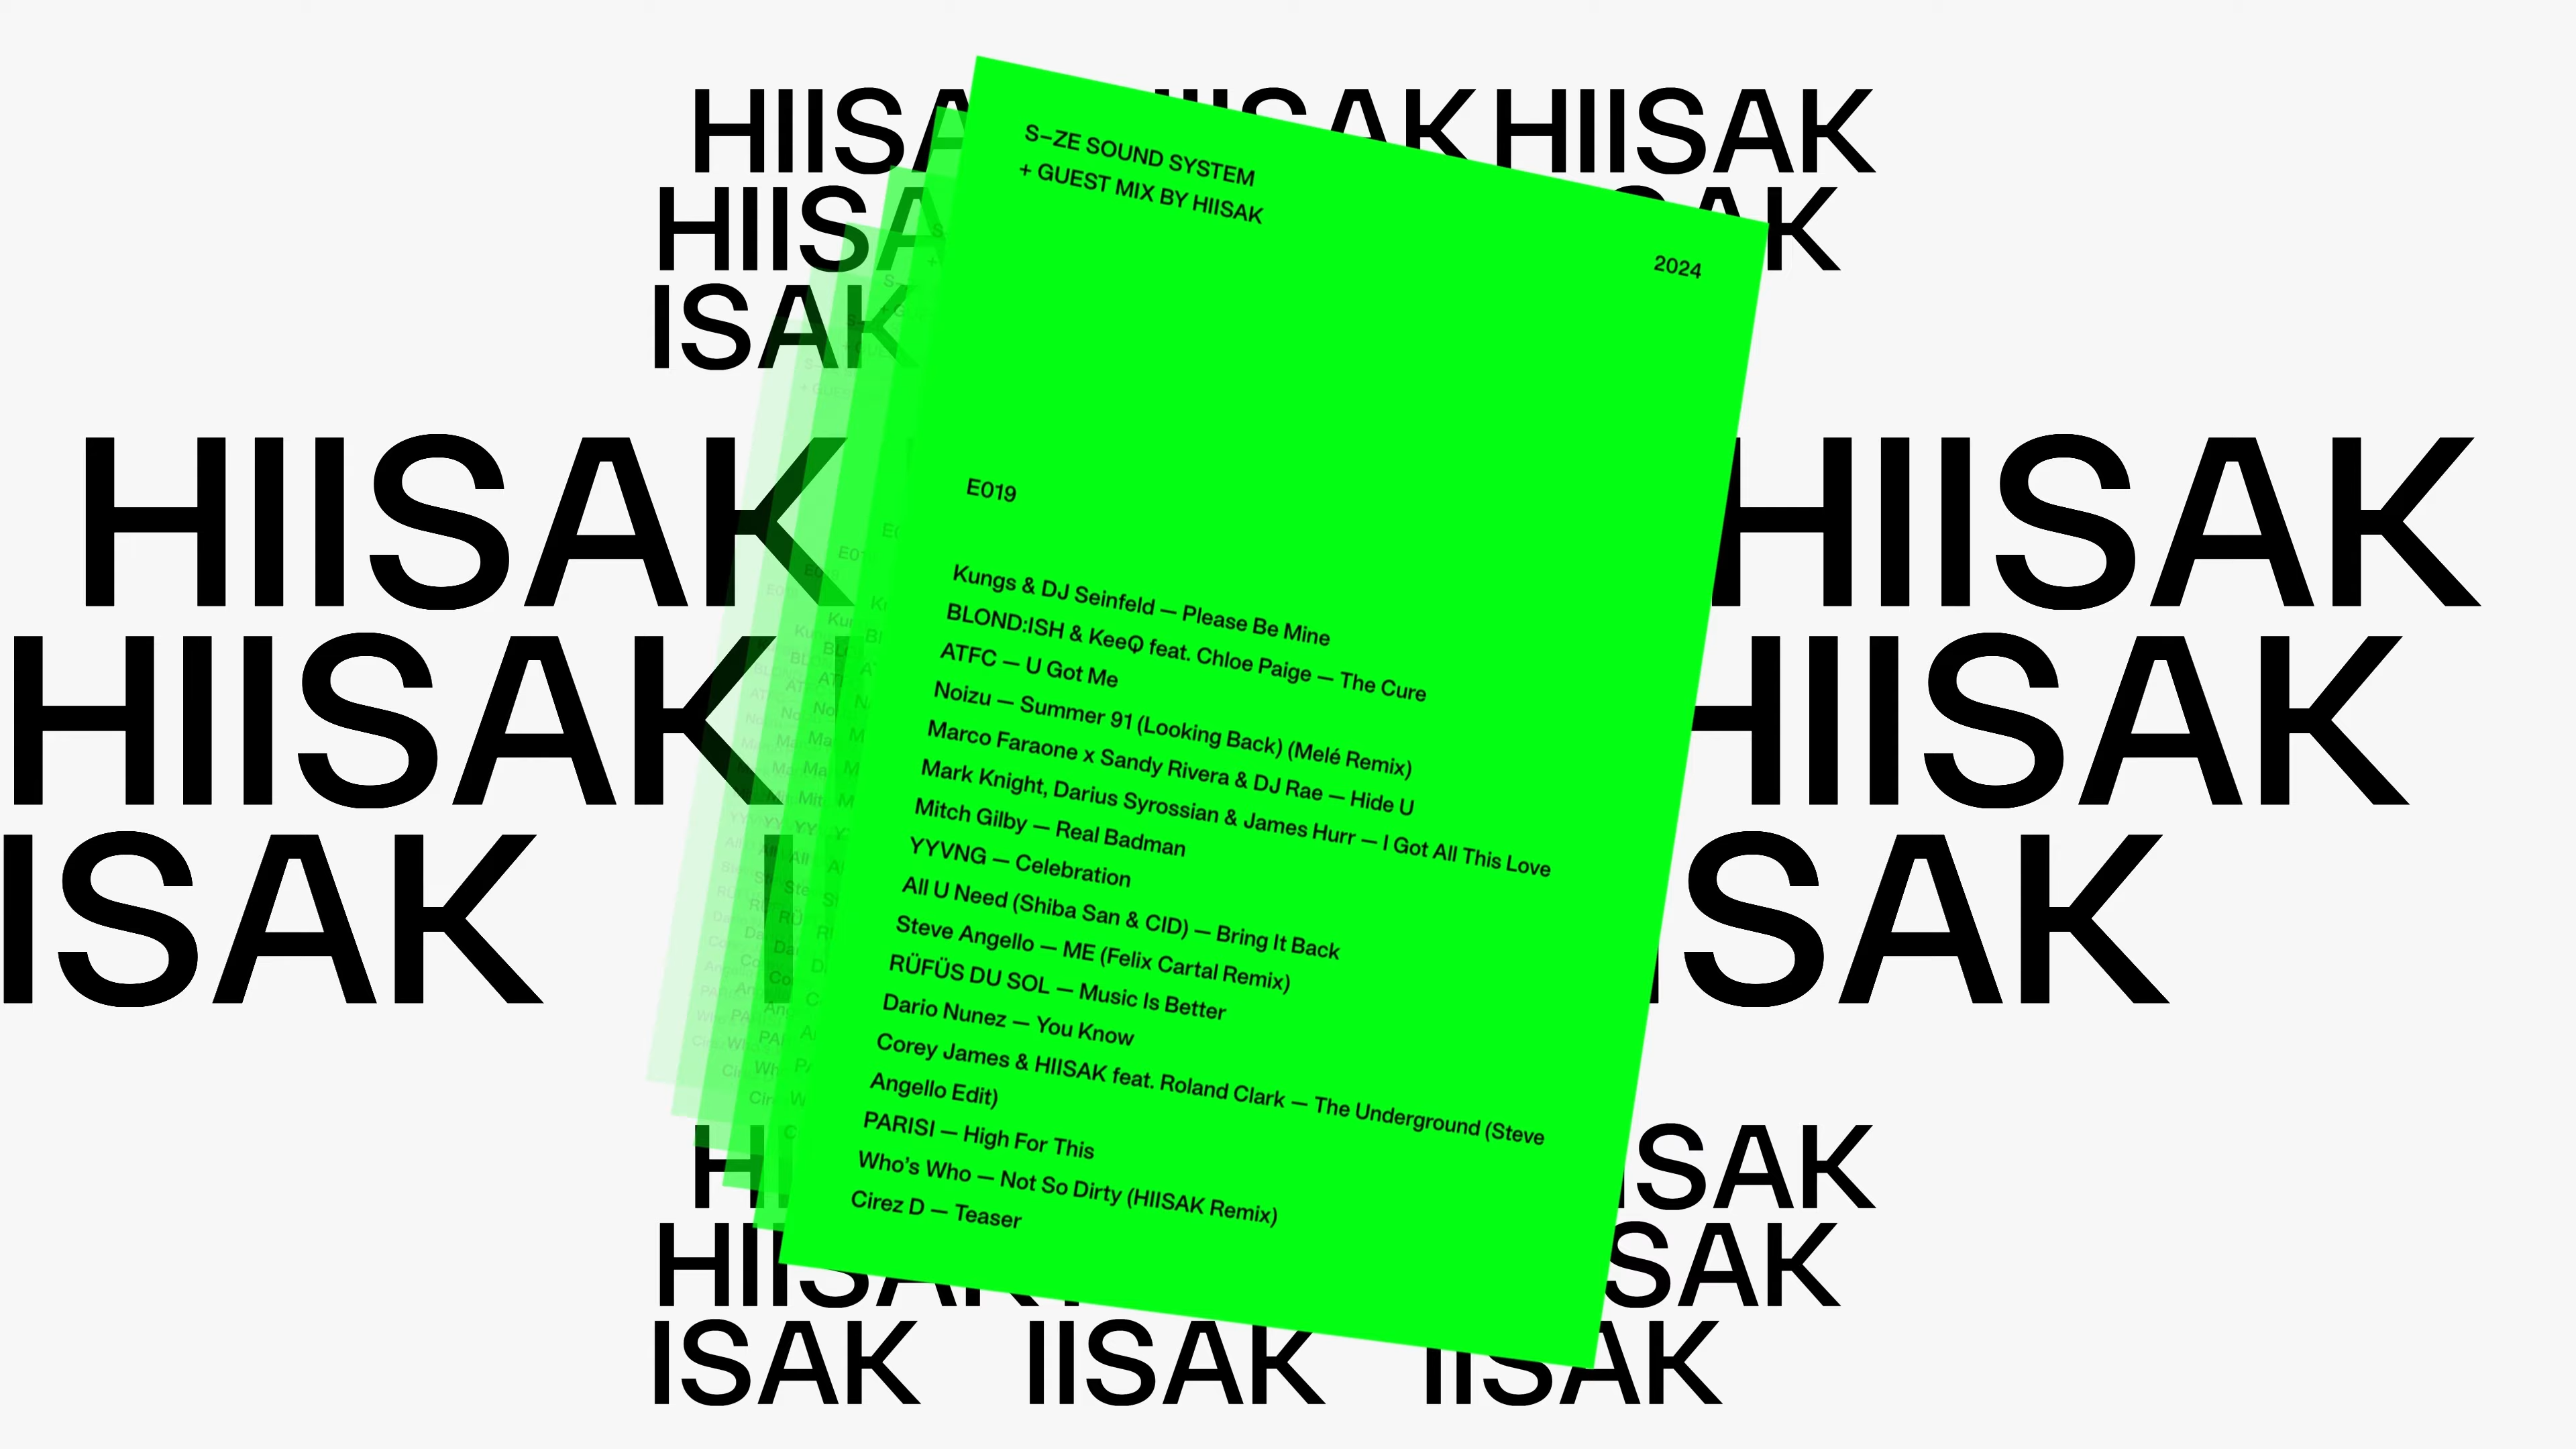 HIISAK
HIISAK
ISAK
S–ZE SOUND SYSTEM
+ GUEST MIX BY HIISAK
2024
E019
Kungs & DJ Seinfeld — Please Be Mine
BLOND:ISH & KeeQ feat. Chloe Paige — The Cure
ATFC — U Got Me
Noizu — Summer 91 (Looking Back) (Melé Remix)
Marco Faraone x Sandy Rivera & DJ Rae — Hide U
Mark Knight, Darius Syrossian & James Hurr — I Got All This Love
Mitch Gilby — Real Badman
YYVNG — Celebration
All U Need (Shiba San & CID) — Bring It Back
Steve Angello — ME (Felix Cartal Remix)
RÜFÜS DU SOL — Music Is Better
Dario Nunez — You Know
Corey James & HIISAK feat. Roland Clark — The Underground (Steve
Angello Edit)
PARISI — High For This
Who’s Who — Not So Dirty (HIISAK Remix)
Cirez D — Teaser
HIISAK HIISAK
HIISAK HIISAK
ISAK ISAK
SAK
SAK
ISAK IISAK IISAK